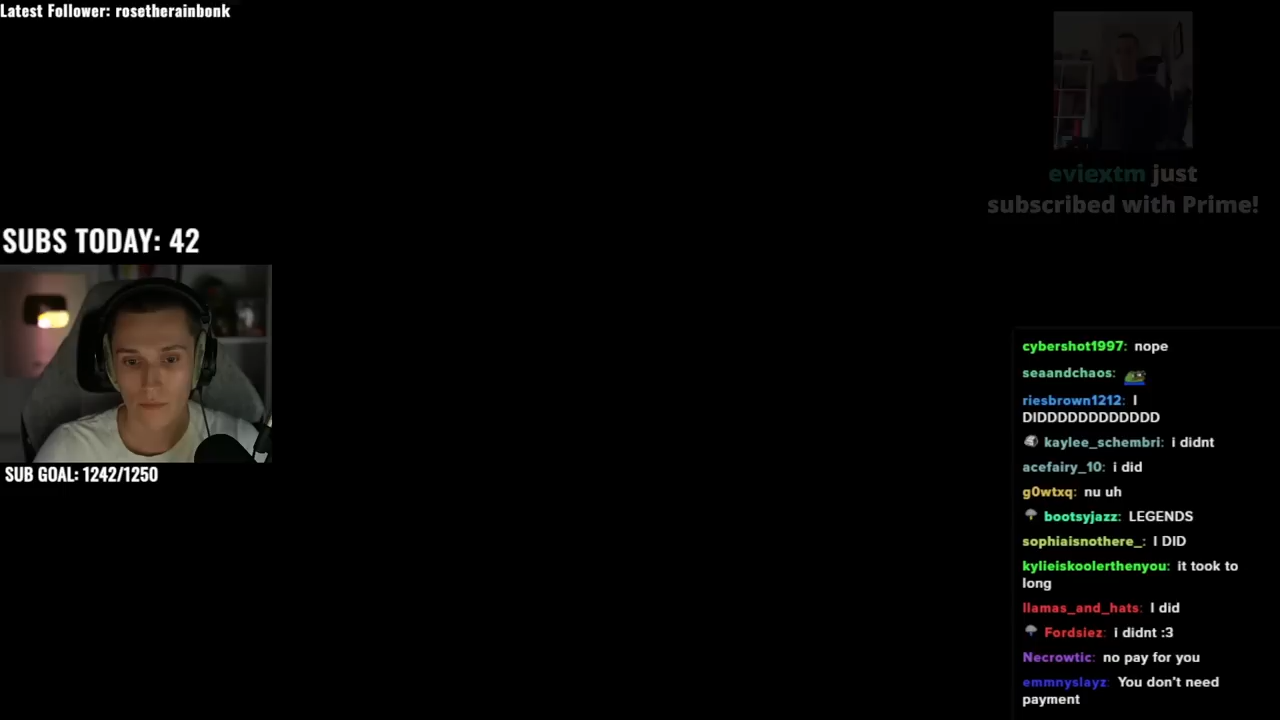 Latest Follower: rosetherainbonk
eviextm just
subscribed with Prime!
SUBS TODAY: 42
SUB GOAL: 1242/1250
cybershot1997: nope
seaandchaos:
riesbrown1212: I
DIDDDDDDDDDDDD
kaylee_schembri: i didnt
acefairy_10: i did
g0wtxq: nu uh
bootsyjazz: LEGENDS
sophiaisnothere_: I DID
kylieiskoolerthenyou: it took to
long
llamas_and_hats: I did
Fordsiez: i didnt :3
Necrowtic: no pay for you
emmnyslayz: You don't need
payment